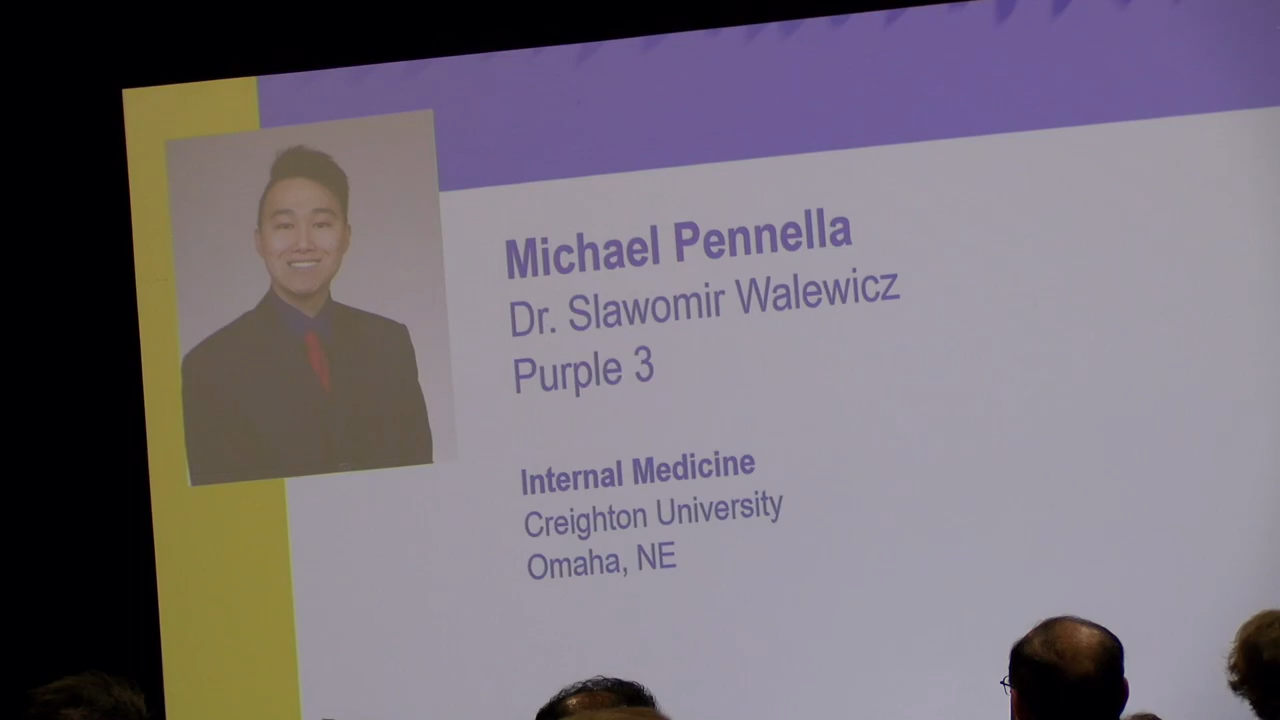 Michael Pennella
Dr. Slawomir Walewicz
Purple 3
Internal Medicine
Creighton University
Omaha, NE